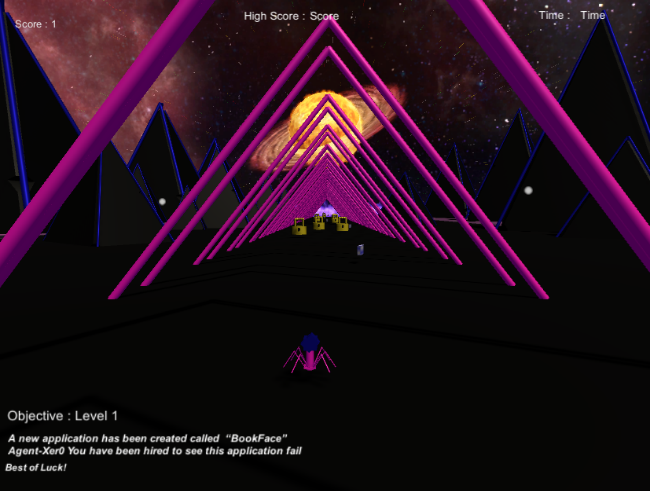 Score : 1
High Score : Score
Time : Time
Objective : Level 1
A new application has been created called "BookFace"
Agent-Xer0 You have been hired to see this application fail
Best of Luck!